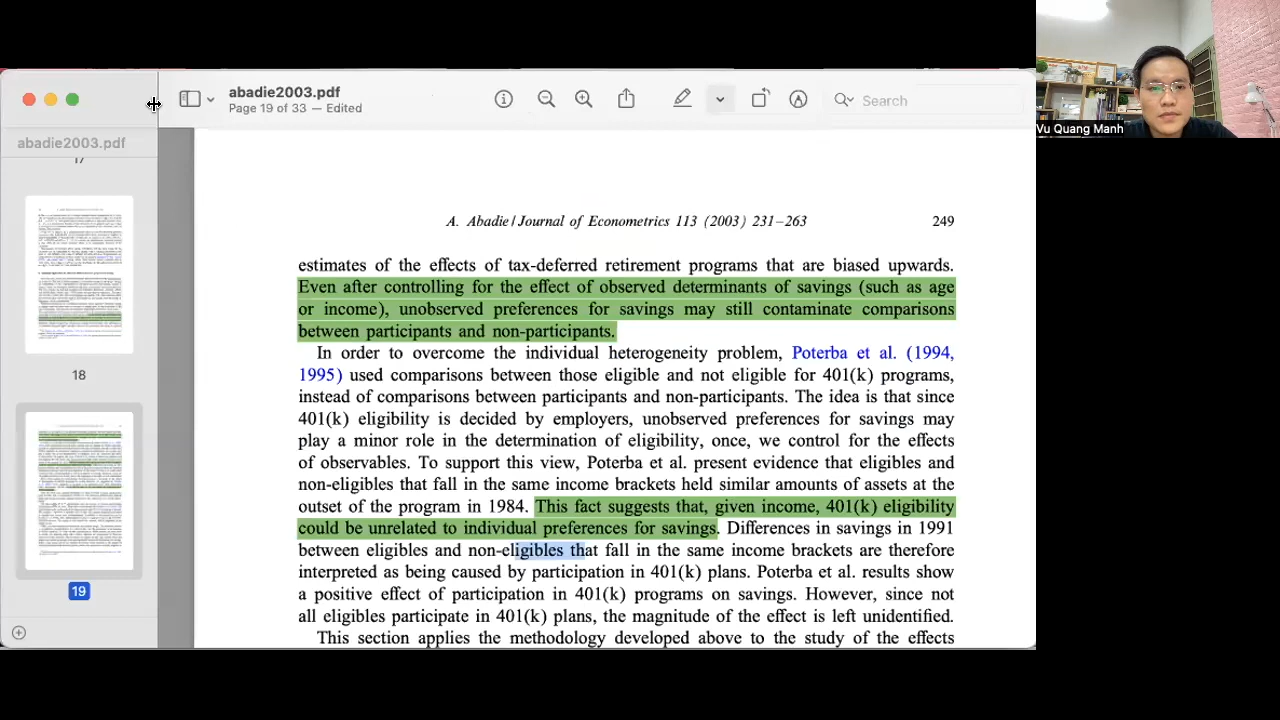 abadie2003.pdf
Page 19 of 33 — Edited
Search
Vu Quang Manh
abadie2003.pdf
17
18
19
A. Abadie/Journal of Econometrics 113 (2003) 231–263 249
estimates of the effects of tax-deferred retirement programs that are biased upwards.
Even after controlling for the effect of observed determinants of savings (such as age
or income), unobserved preferences for savings may still contaminate comparisons
between participants and non-participants.
In order to overcome the individual heterogeneity problem, Poterba et al. (1994,
1995) used comparisons between those eligible and not eligible for 401(k) programs,
instead of comparisons between participants and non-participants. The idea is that since
401(k) eligibility is decided by employers, unobserved preferences for savings may
play a minor role in the determination of eligibility, once we control for the effects
of observables. To support this view, Poterba et al. present evidence that eligibles and
non-eligibles that fall in the same income brackets held similar amounts of assets at the
outset of the program in 1984. This fact suggests that, given income, 401(k) eligibility
could be unrelated to individual references for savings. Differences in savings in 1991
between eligibles and non-eligibles that fall in the same income brackets are therefore
interpreted as being caused by participation in 401(k) plans. Poterba et al. results show
a positive effect of participation in 401(k) programs on savings. However, since not
all eligibles participate in 401(k) plans, the magnitude of the effect is left unidentified.
This section applies the methodology developed above to the study of the effects